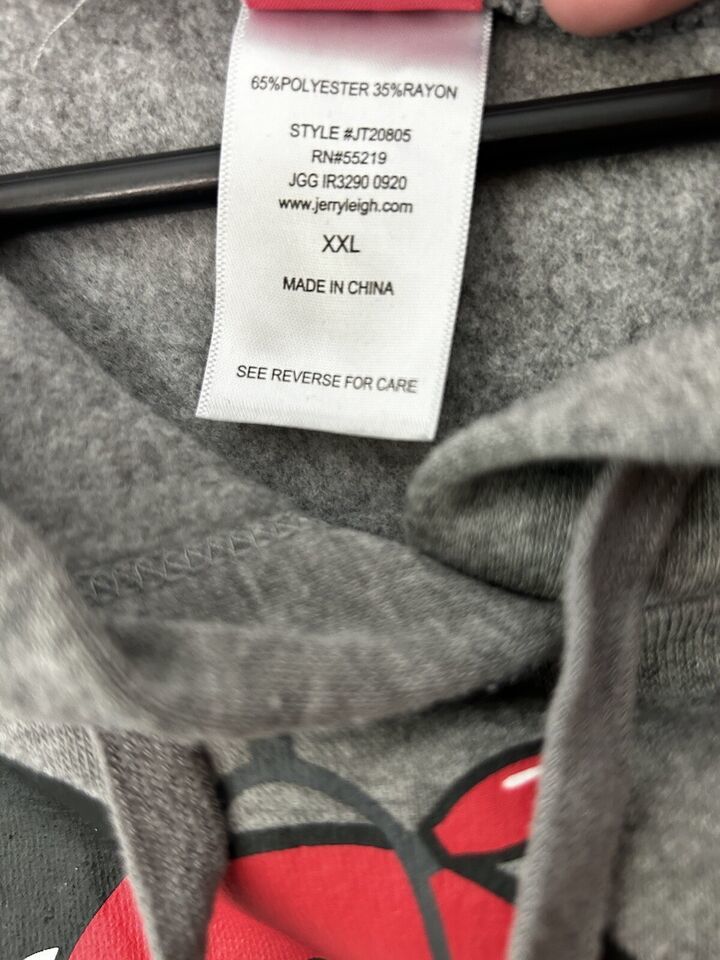 65%POLYESTER 35%RAYON
STYLE #JT20805
RN#55219
JGG IR3290 0920
www.jerryleigh.com
XXL
MADE IN CHINA
SEE REVERSE FOR CARE